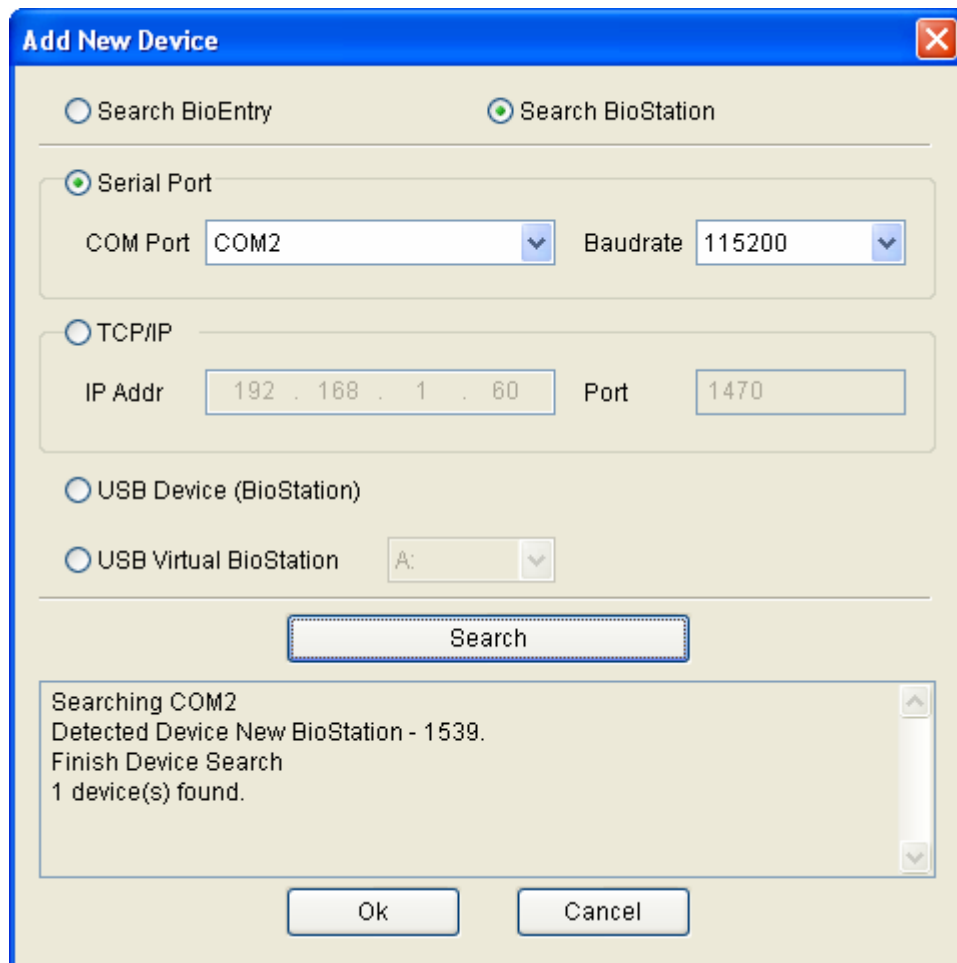 Add New Device
Search BioEntry Search BioStation
Serial Port
COM Port COM2 Baudrate 115200
TCP/IP
IP Addr 192 . 168 . 1 . 60 Port 1470
USB Device (BioStation)
USB Virtual BioStation A:
Search
Searching COM2
Detected Device New BioStation - 1539.
Finish Device Search
1 device(s) found.
Ok Cancel